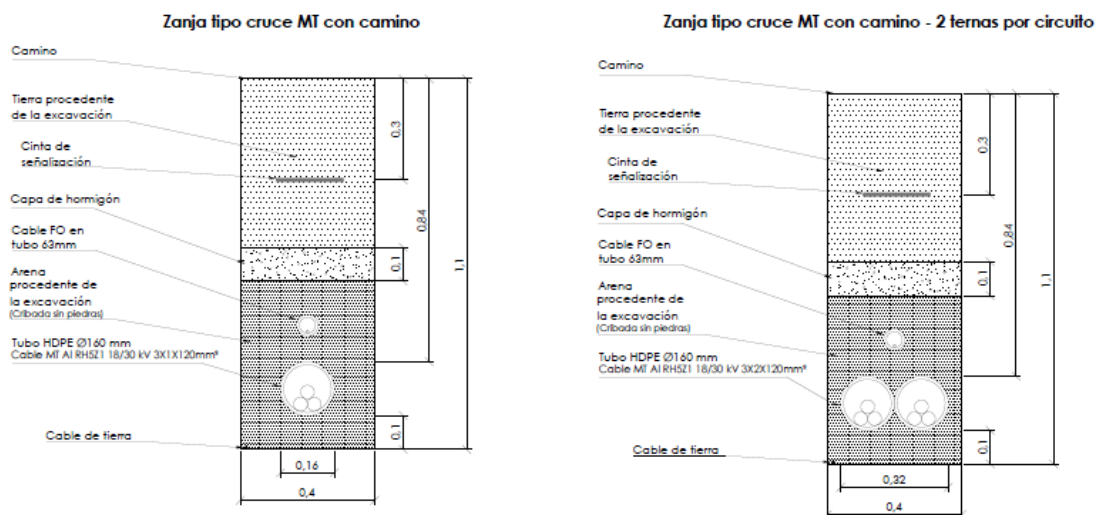 Zanja tipo cruce MT con camino
Camino
Tierra procedente
de la excavación
Cinta de
señalización
Capa de hormigón
Cable FO en
tubo 63mm
Arena
procedente de
la excavación
(Cribada sin piedras)
Tubo HDPE Ø160 mm
Cable MT Al RH5Z1 18/30 kV 3X1X120mm²
Cable de tierra
0,3
0,84
1,1
0,1
0,1
0,16
0,4
Zanja tipo cruce MT con camino - 2 ternas por circuito
Camino
Tierra procedente
de la excavación
Cinta de
señalización
Capa de hormigón
Cable FO en
tubo 63mm
Arena
procedente de
la excavación
(Cribada sin piedras)
Tubo HDPE Ø160 mm
Cable MT Al RH5Z1 18/30 kV 3X2X120mm²
Cable de tierra
0,3
0,84
1,1
0,1
0,1
0,32
0,4